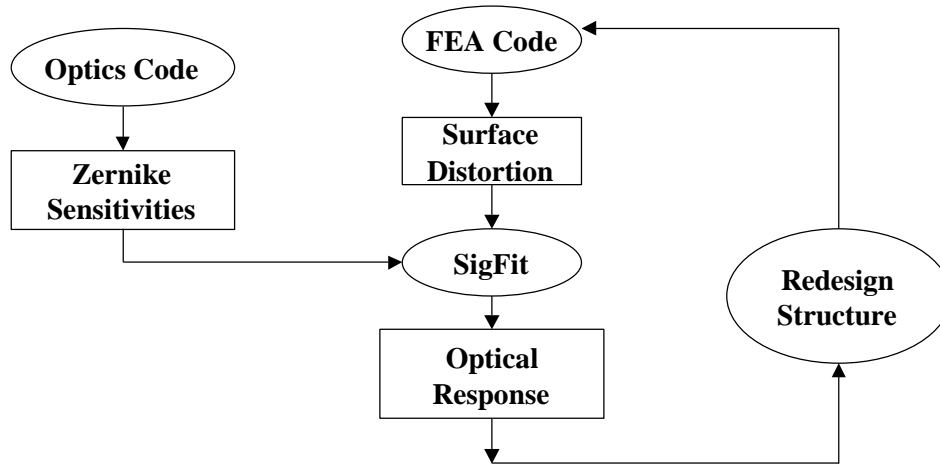 Optics Code
FEA Code
Zernike
Sensitivities
Surface
Distortion
SigFit
Redesign
Structure
Optical
Response